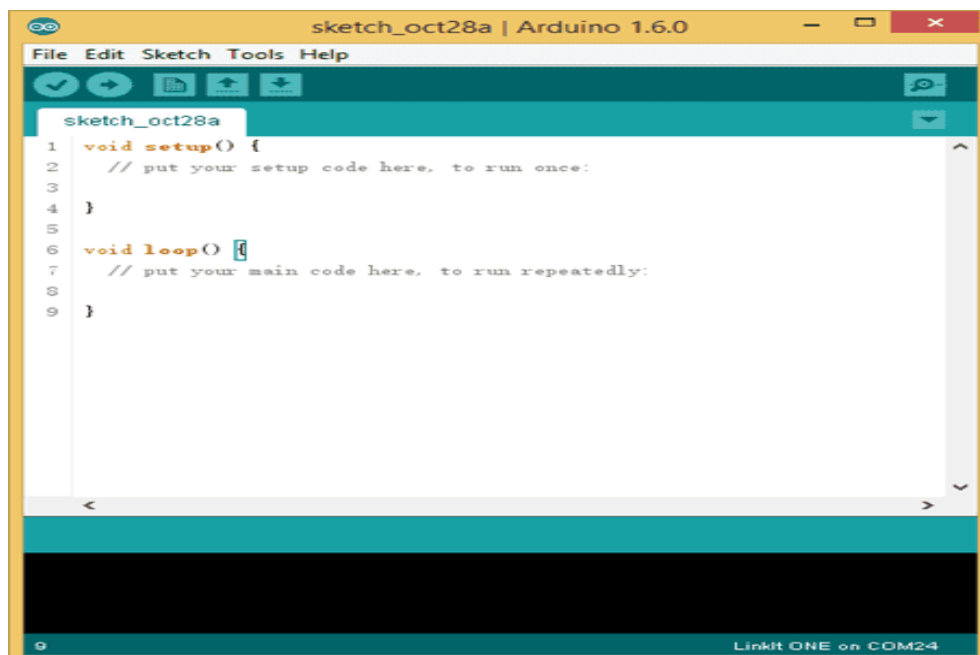 sketch_oct28a | Arduino 1.6.0
File Edit Sketch Tools Help
sketch_oct28a
1 void setup() {
2 // put your setup code here, to run once:
3
4 }
5
6 void loop() {
7 // put your main code here, to run repeatedly:
8
9 }
9 LinkIt ONE on COM24